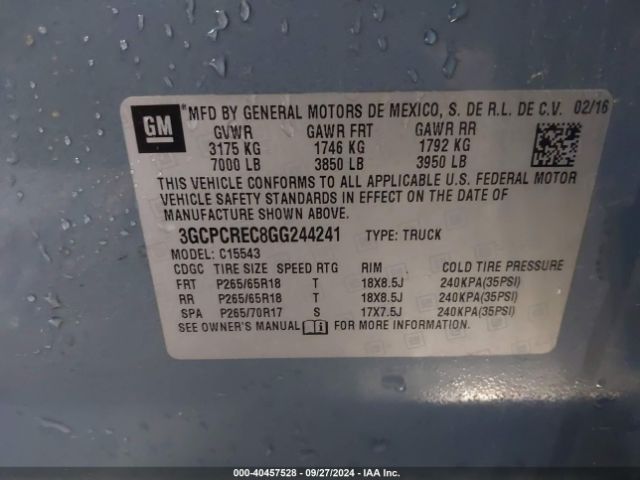 GM
*MFD BY GENERAL MOTORS DE MEXICO, S. DE R.L. DE C.V. 02/16
GVWR GAWR FRT GAWR RR
3175 KG 1746 KG 1792 KG
7000 LB 3850 LB 3950 LB
THIS VEHICLE CONFORMS TO ALL APPLICABLE U.S. FEDERAL MOTOR
VEHICLE SAFETY STANDARDS IN EFFECT ON THE DATE OF
MANUFACTURE SHOWN ABOVE.
3GCPCREC8GG244241 TYPE: TRUCK
MODEL: C15543
CDGC TIRE SIZE SPEED RTG RIM COLD TIRE PRESSURE
FRT P265/65R18 T 18X8.5J 240KPA(35PSI)
RR P265/65R18 T 18X8.5J 240KPA(35PSI)
SPA P265/70R17 S 17X7.5J 240KPA(35PSI)
SEE OWNER'S MANUAL FOR MORE INFORMATION.
000-40457528 - 09/27/2024 - IAA Inc.